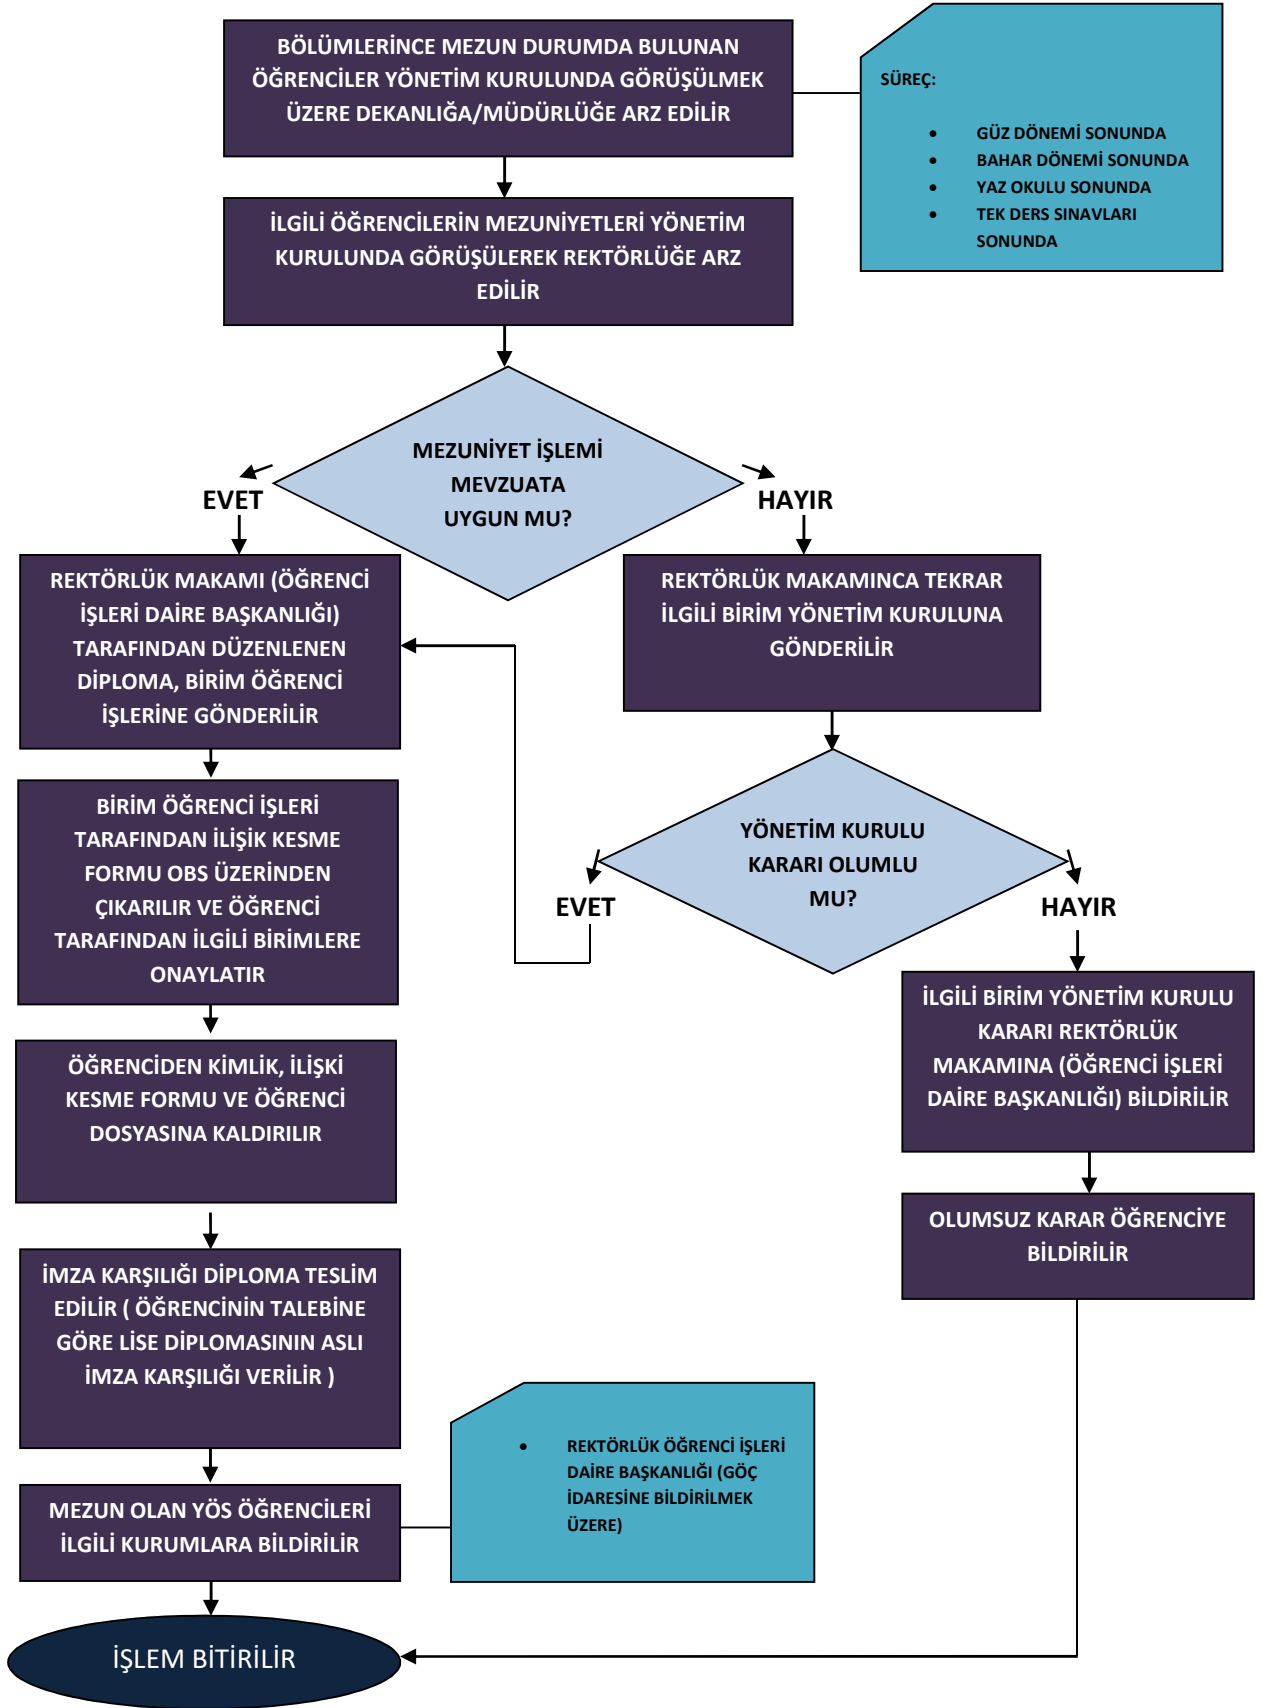 BÖLÜMLERİNCE MEZUN DURUMDA BULUNAN
ÖĞRENCİLER YÖNETİM KURULUNDA GÖRÜŞÜLMEK
ÜZERE DEKANLIĞA/MÜDÜRLÜĞE ARZ EDİLİR
SÜREÇ:
• GÜZ DÖNEMİ SONUNDA
• BAHAR DÖNEMİ SONUNDA
• YAZ OKULU SONUNDA
• TEK DERS SINAVLARI
SONUNDA
İLGİLİ ÖĞRENCİLERİN MEZUNİYETLERİ YÖNETİM
KURULUNDA GÖRÜŞÜLEREK REKTÖRLÜĞE ARZ
EDİLİR
MEZUNİYET İŞLEMİ
MEVZUATA
UYGUN MU?
EVET
HAYIR
REKTÖRLÜK MAKAMI (ÖĞRENCİ
İŞLERİ DAİRE BAŞKANLIĞI)
TARAFINDAN DÜZENLENEN
DİPLOMA, BİRİM ÖĞRENCİ
İŞLERİNE GÖNDERİLİR
REKTÖRLÜK MAKAMINCA TEKRAR
İLGİLİ BİRİM YÖNETİM KURULUNA
GÖNDERİLİR
BİRİM ÖĞRENCİ İŞLERİ
TARAFINDAN İLİŞİK KESME
FORMU OBS ÜZERİNDEN
ÇIKARILIR VE ÖĞRENCİ
TARAFINDAN İLGİLİ BİRİMLERE
ONAYLATIR
YÖNETİM KURULU
KARARI OLUMLU
MU?
EVET
HAYIR
İLGİLİ BİRİM YÖNETİM KURULU
KARARI REKTÖRLÜK
MAKAMINA (ÖĞRENCİ İŞLERİ
DAİRE BAŞKANLIĞI) BİLDİRİLİR
ÖĞRENCİDEN KİMLİK, İLİŞKİ
KESME FORMU VE ÖĞRENCİ
DOSYASINA KALDIRILIR
OLUMSUZ KARAR ÖĞRENCİYE
BİLDİRİLİR
İMZA KARŞILIĞI DİPLOMA TESLİM
EDİLİR ( ÖĞRENCİNİN TALEBİNE
GÖRE LİSE DİPLOMASININ ASLI
İMZA KARŞILIĞI VERİLİR )
• REKTÖRLÜK ÖĞRENCİ İŞLERİ
DAİRE BAŞKANLIĞI (GÖÇ
İDARESİNE BİLDİRİLMEK
ÜZERE)
MEZUN OLAN YÖS ÖĞRENCİLERİ
İLGİLİ KURUMLARA BİLDİRİLİR
İŞLEM BİTİRİLİR